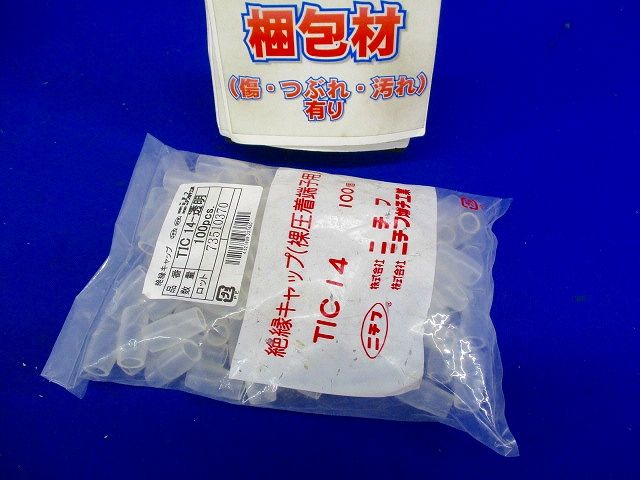 梱包材
(傷・つぶれ・汚れ)
有り
絶縁キャップ
品番 TIC 14-透明
数量 100pcs.
ロット 73510370
絶縁キャップ(裸圧着端子用)
TIC 14 100個
ニチフ
株式会社 ニチフ
株式会社 ニチフ端子工業